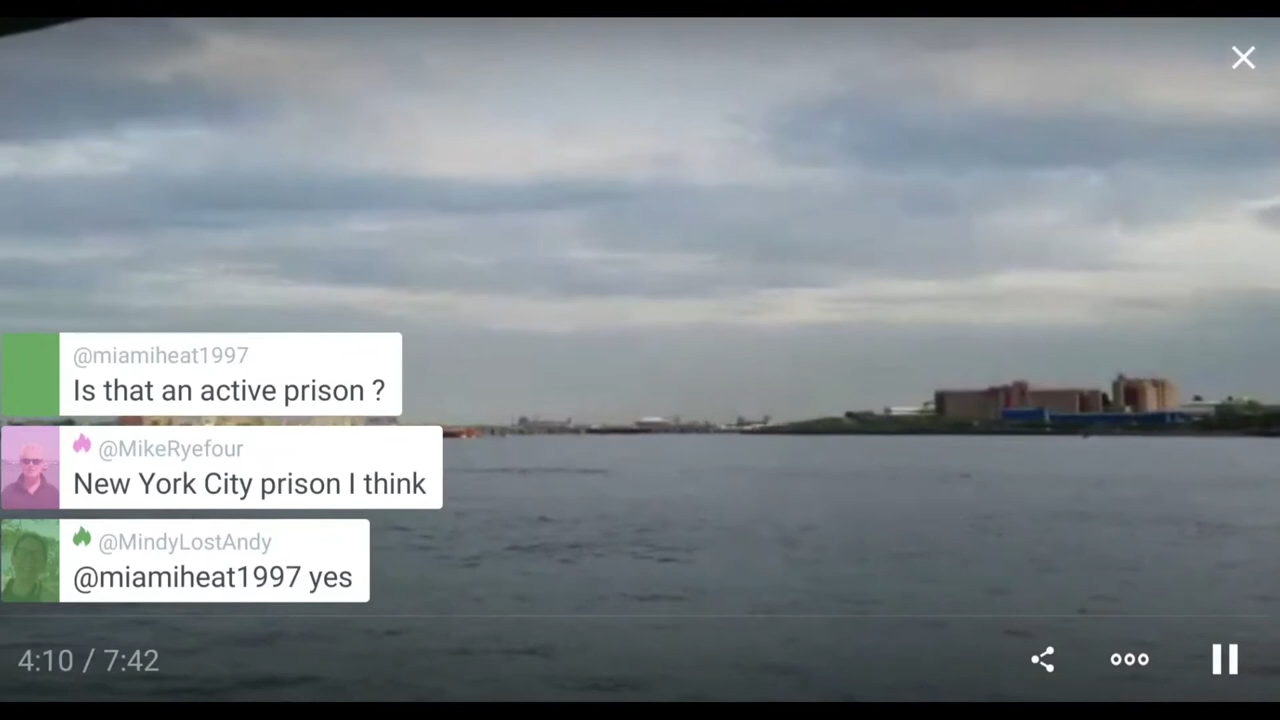 @miamiheat1997
Is that an active prison ?
@MikeRyefour
New York City prison I think
@MindyLostAndy
@miamiheat1997 yes
4:10 / 7:42